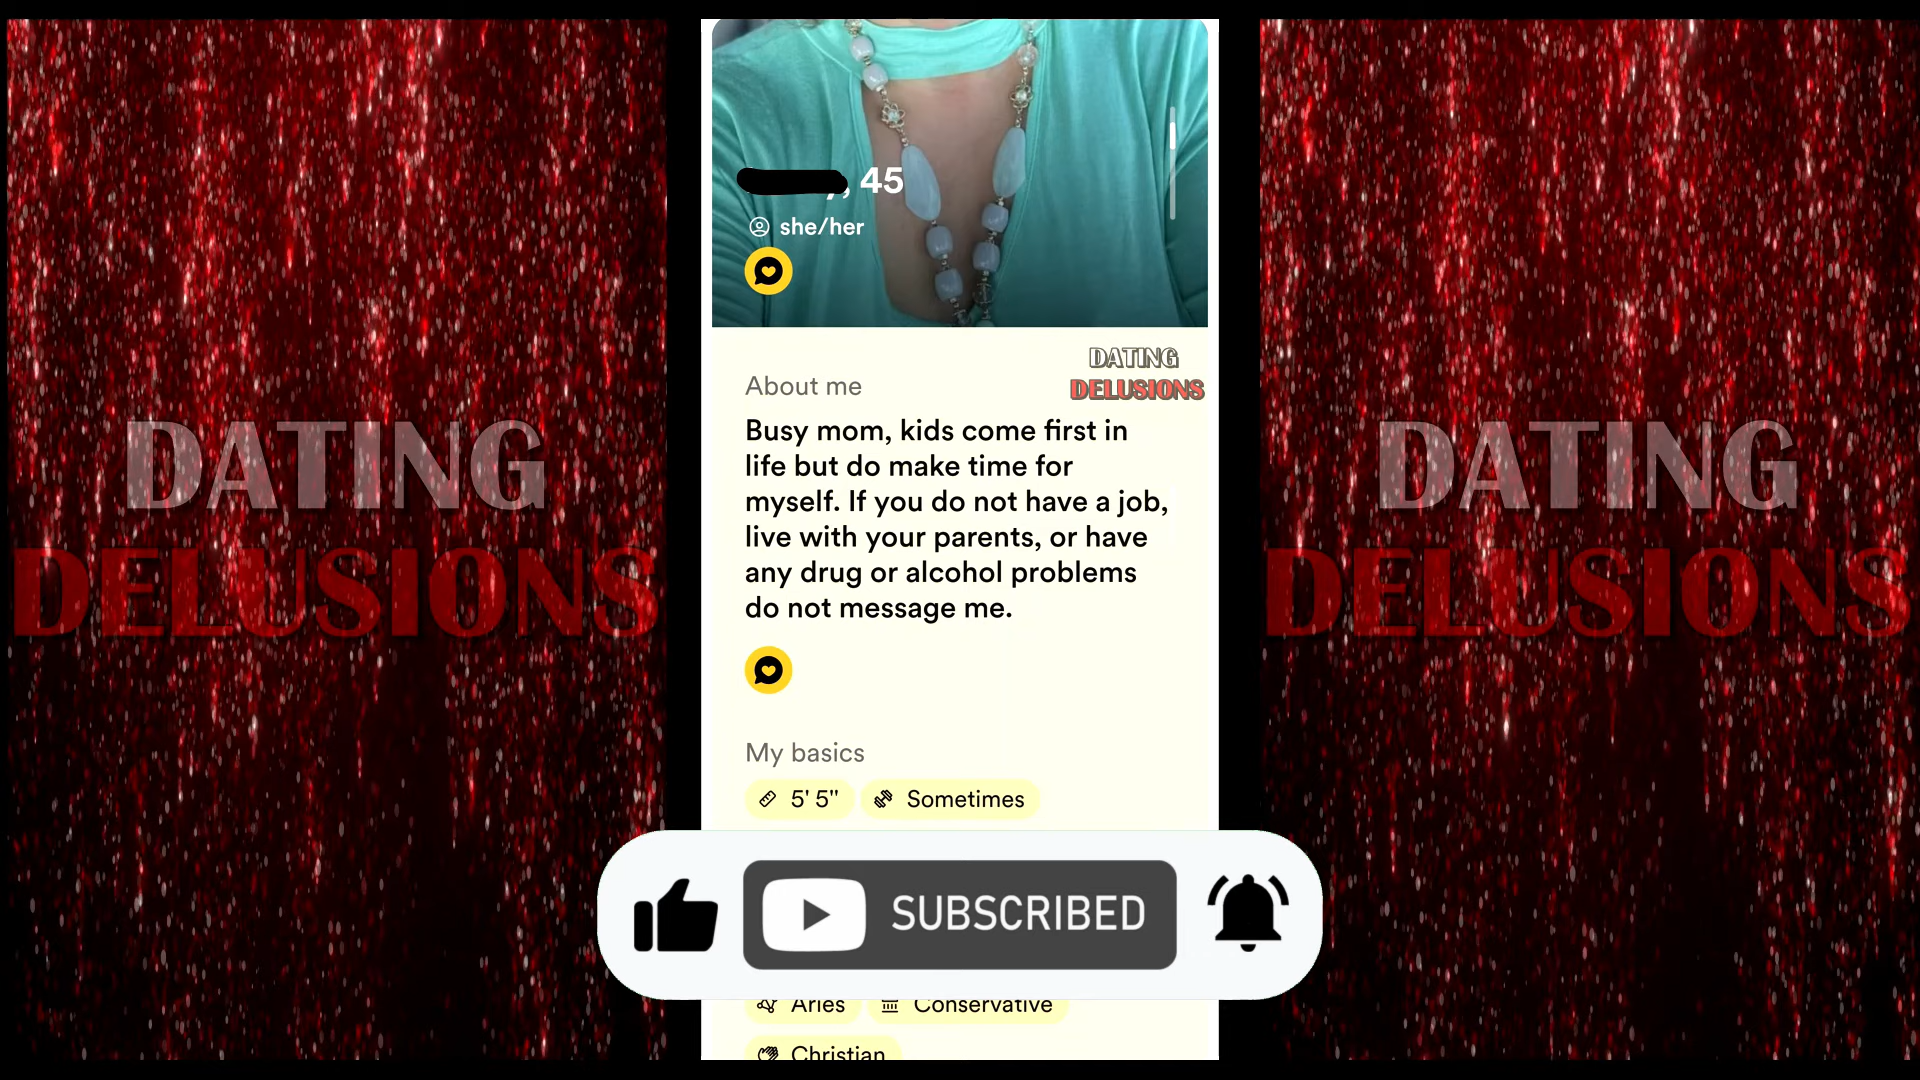 , 45
she/her
DATING
DELUSIONS
About me
Busy mom, kids come first in
life but do make time for
myself. If you do not have a job,
live with your parents, or have
any drug or alcohol problems
do not message me.
DATING
DELUSIONS
DATING
DELUSIONS
My basics
5' 5"
Sometimes
SUBSCRIBED
Aries
Conservative
Christian